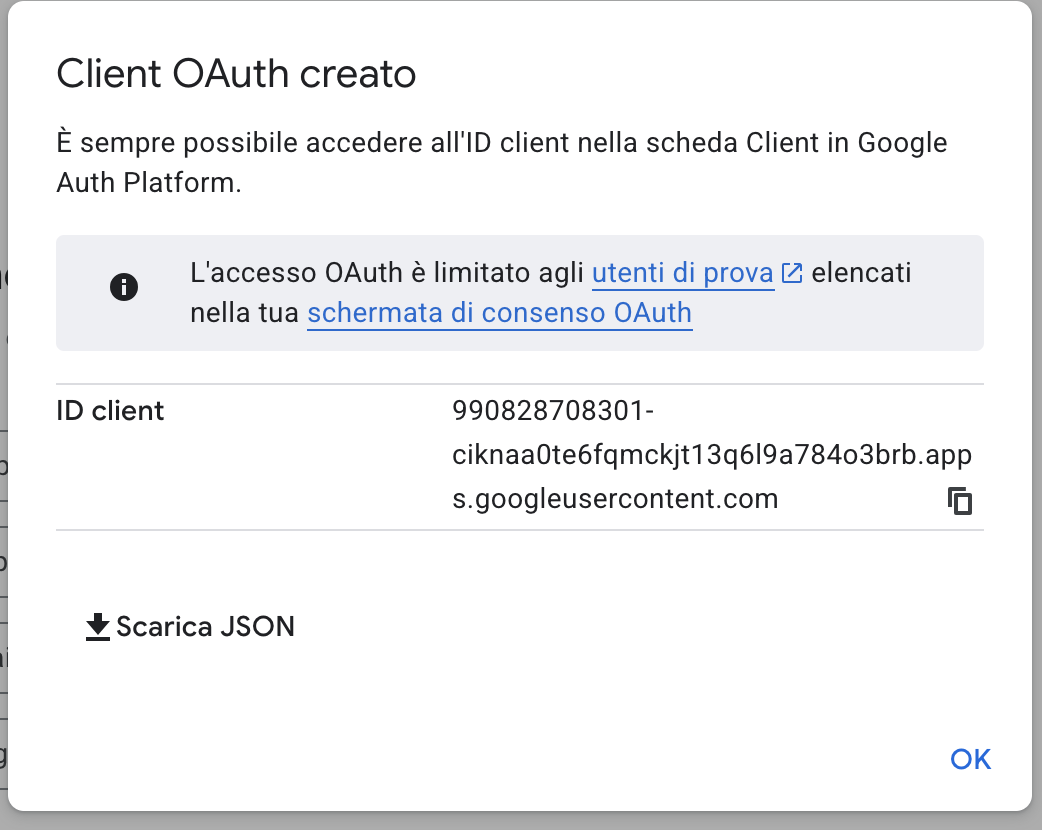 Client OAuth creato
È sempre possibile accedere all'ID client nella scheda Client in Google
Auth Platform.
L'accesso OAuth è limitato agli utenti di prova elencati
nella tua schermata di consenso OAuth
ID client
990828708301-
ciknaa0te6fqmckjt13q6l9a784o3brb.app
s.googleusercontent.com
Scarica JSON
OK